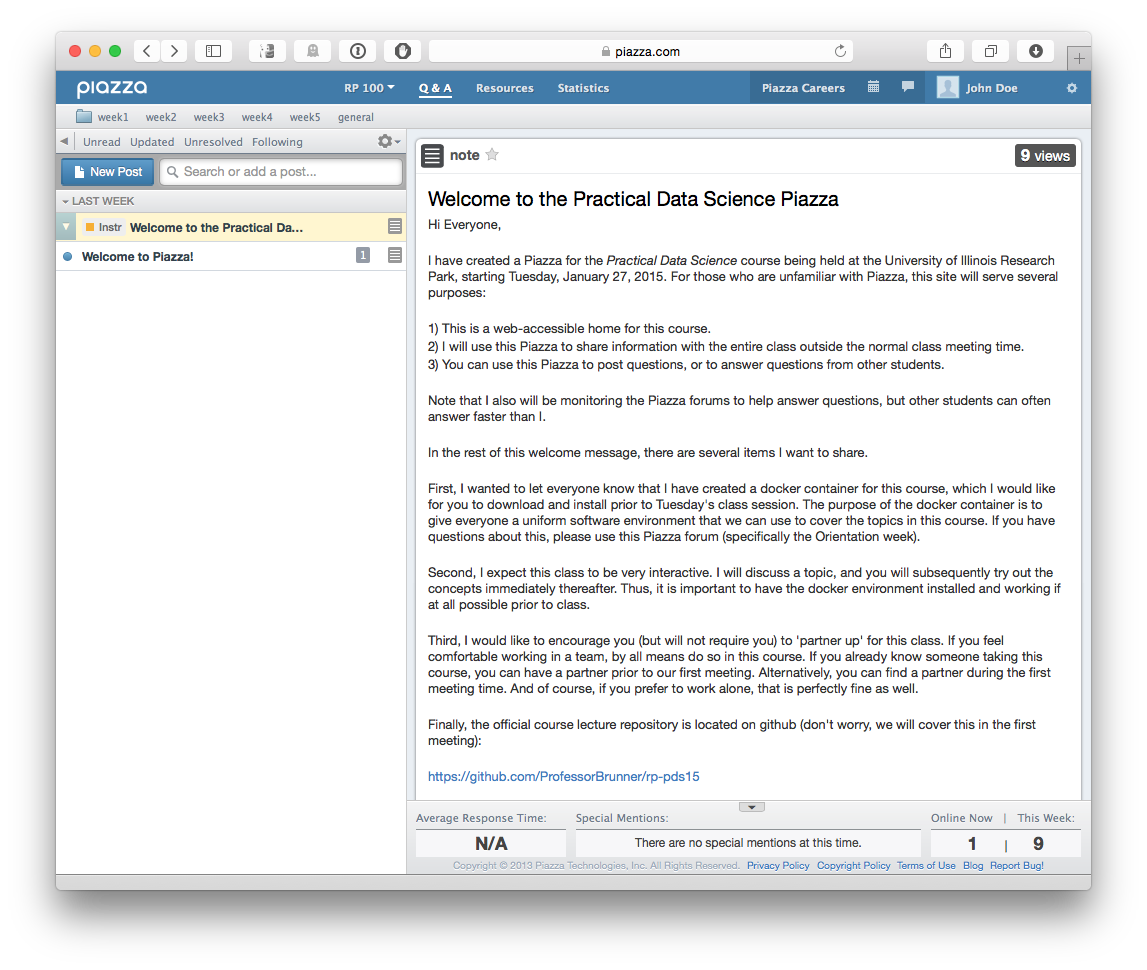 piazza.com
piazza
RP 100 Q & A Resources Statistics Piazza Careers John Doe
week1 week2 week3 week4 week5 general
Unread Updated Unresolved Following
New Post Search or add a post...
LAST WEEK
Instr Welcome to the Practical Da...
Welcome to Piazza! 1
note 9 views
Welcome to the Practical Data Science Piazza
Hi Everyone,
I have created a Piazza for the Practical Data Science course being held at the University of Illinois Research
Park, starting Tuesday, January 27, 2015. For those who are unfamiliar with Piazza, this site will serve several
purposes:
1) This is a web-accessible home for this course.
2) I will use this Piazza to share information with the entire class outside the normal class meeting time.
3) You can use this Piazza to post questions, or to answer questions from other students.
Note that I also will be monitoring the Piazza forums to help answer questions, but other students can often
answer faster than I.
In the rest of this welcome message, there are several items I want to share.
First, I wanted to let everyone know that I have created a docker container for this course, which I would like
for you to download and install prior to Tuesday's class session. The purpose of the docker container is to
give everyone a uniform software environment that we can use to cover the topics in this course. If you have
questions about this, please use this Piazza forum (specifically the Orientation week).
Second, I expect this class to be very interactive. I will discuss a topic, and you will subsequently try out the
concepts immediately thereafter. Thus, it is important to have the docker environment installed and working if
at all possible prior to class.
Third, I would like to encourage you (but will not require you) to 'partner up' for this class. If you feel
comfortable working in a team, by all means do so in this course. If you already know someone taking this
course, you can have a partner prior to our first meeting. Alternatively, you can find a partner during the first
meeting time. And of course, if you prefer to work alone, that is perfectly fine as well.
Finally, the official course lecture repository is located on github (don't worry, we will cover this in the first
meeting):
https://github.com/ProfessorBrunner/rp-pds15
Average Response Time: Special Mentions: Online Now | This Week:
N/A There are no special mentions at this time. 1 | 9
Copyright © 2013 Piazza Technologies, Inc. All Rights Reserved. Privacy Policy Copyright Policy Terms of Use Blog Report Bug!